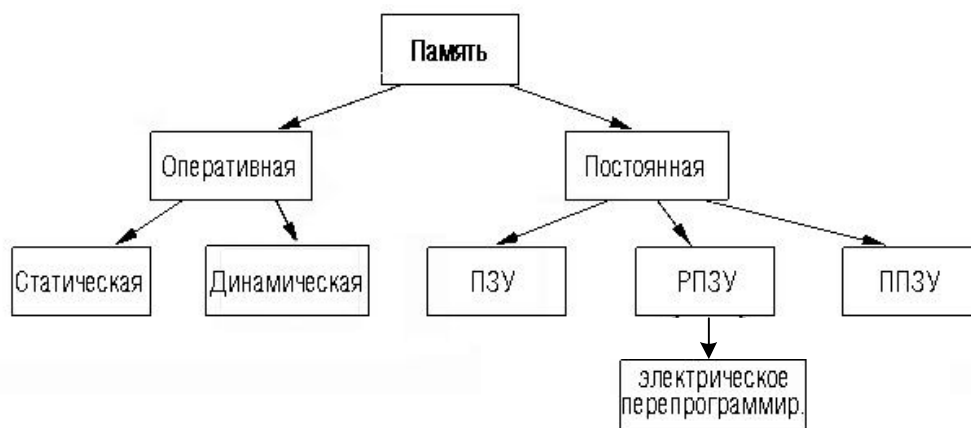 Память
Оперативная
Постоянная
Статическая
Динамическая
ПЗУ
РПЗУ
ППЗУ
электрическое
перепрограммир.